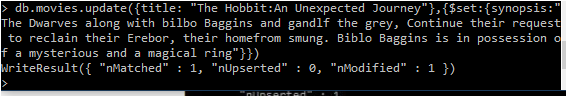 > db.movies.update({title: "The Hobbit:An Unexpected Journey"},{$set:{synopsis:"
The Dwarves along with bilbo Baggins and gandlf the grey, Continue their request
 to reclaim their Erebor, their homefrom smung. Biblo Baggins is in possession o
f a mysterious and a magical ring"}})
WriteResult({ "nMatched" : 1, "nUpserted" : 0, "nModified" : 1 })
>